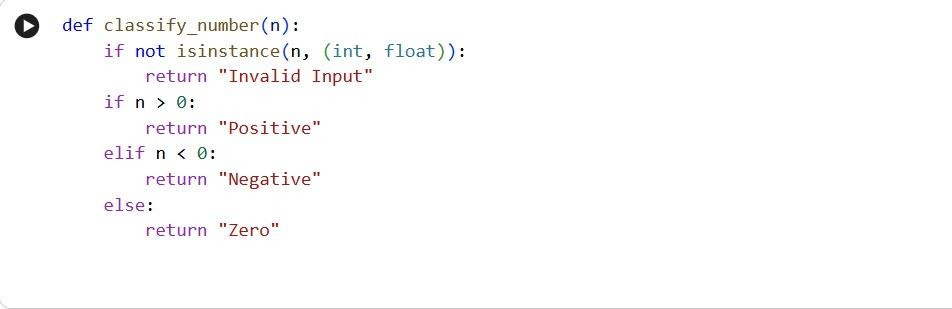 def classify_number(n):
    if not isinstance(n, (int, float)):
        return "Invalid Input"
    if n > 0:
        return "Positive"
    elif n < 0:
        return "Negative"
    else:
        return "Zero"